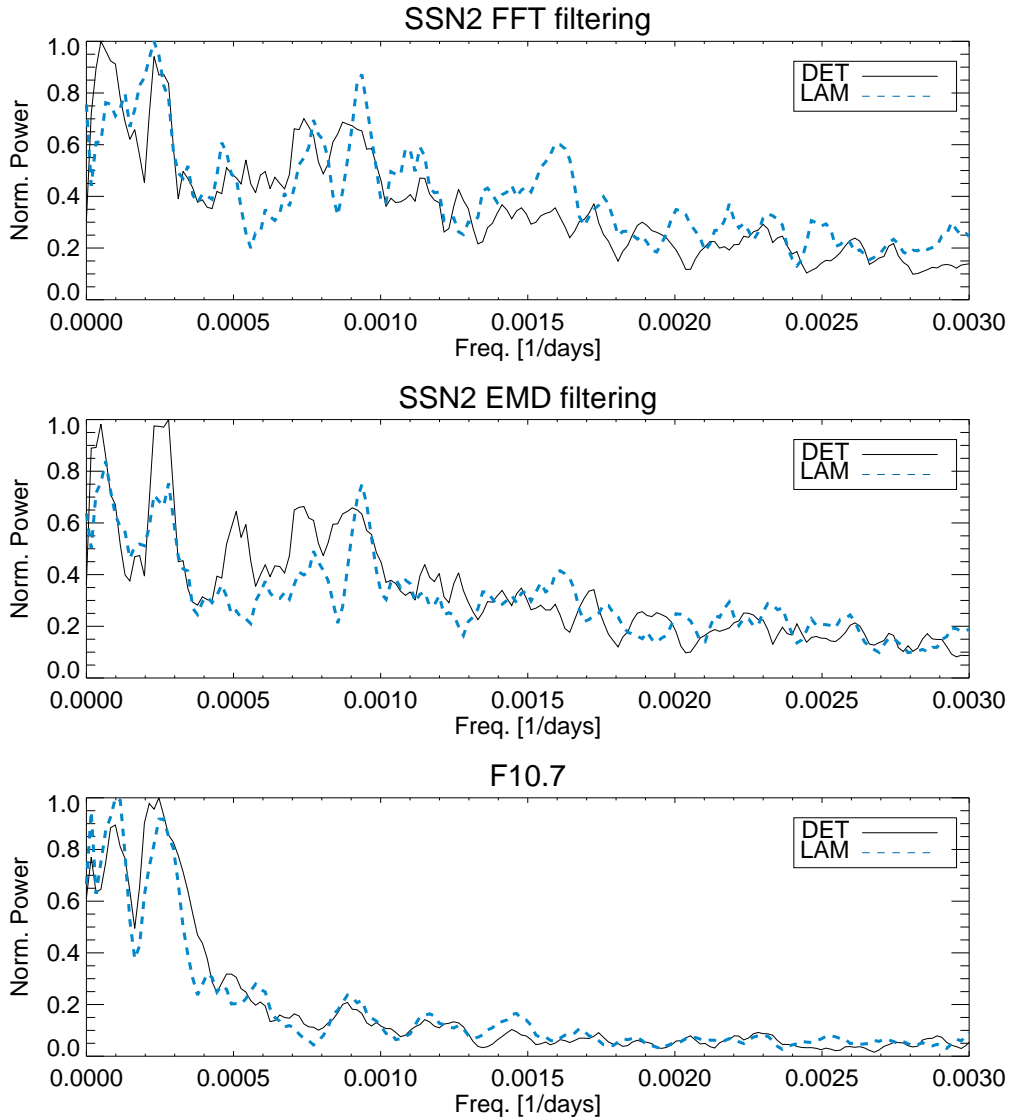 SSN2 FFT filtering
Norm. Power
1.0
0.8
0.6
0.4
0.2
0.0
DET
LAM
0.0000 0.0005 0.0010 0.0015 0.0020 0.0025 0.0030
Freq. [1/days]
SSN2 EMD filtering
Norm. Power
1.0
0.8
0.6
0.4
0.2
0.0
DET
LAM
0.0000 0.0005 0.0010 0.0015 0.0020 0.0025 0.0030
Freq. [1/days]
F10.7
Norm. Power
1.0
0.8
0.6
0.4
0.2
0.0
DET
LAM
0.0000 0.0005 0.0010 0.0015 0.0020 0.0025 0.0030
Freq. [1/days]